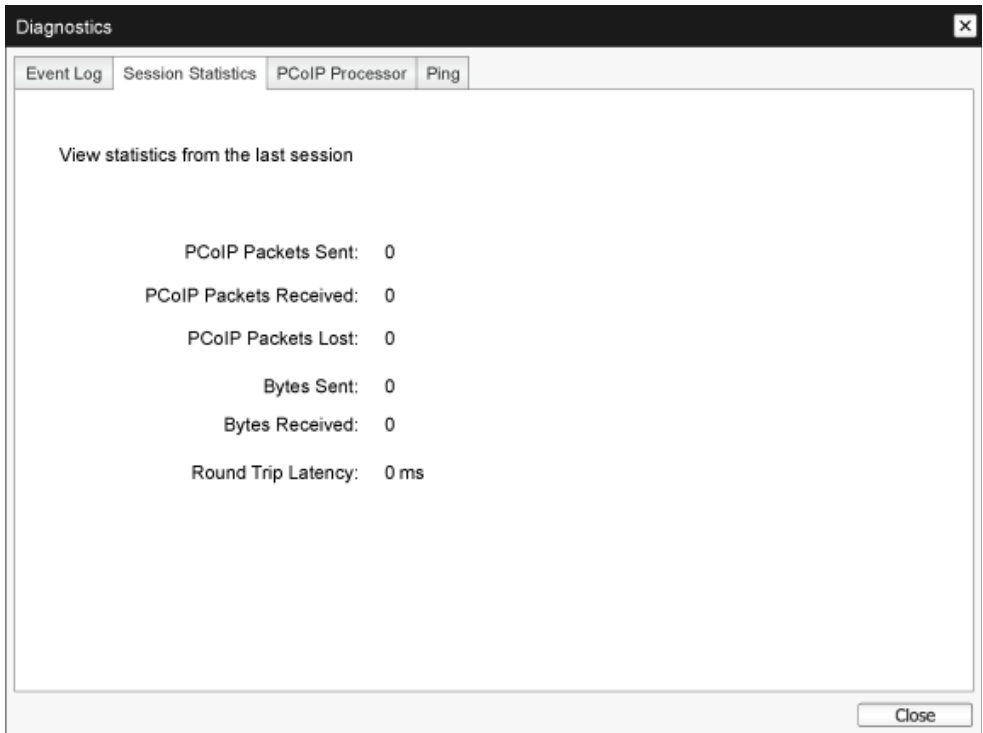 Diagnostics
Event Log Session Statistics PCoIP Processor Ping
View statistics from the last session
PCoIP Packets Sent: 0
PCoIP Packets Received: 0
PCoIP Packets Lost: 0
Bytes Sent: 0
Bytes Received: 0
Round Trip Latency: 0 ms
Close